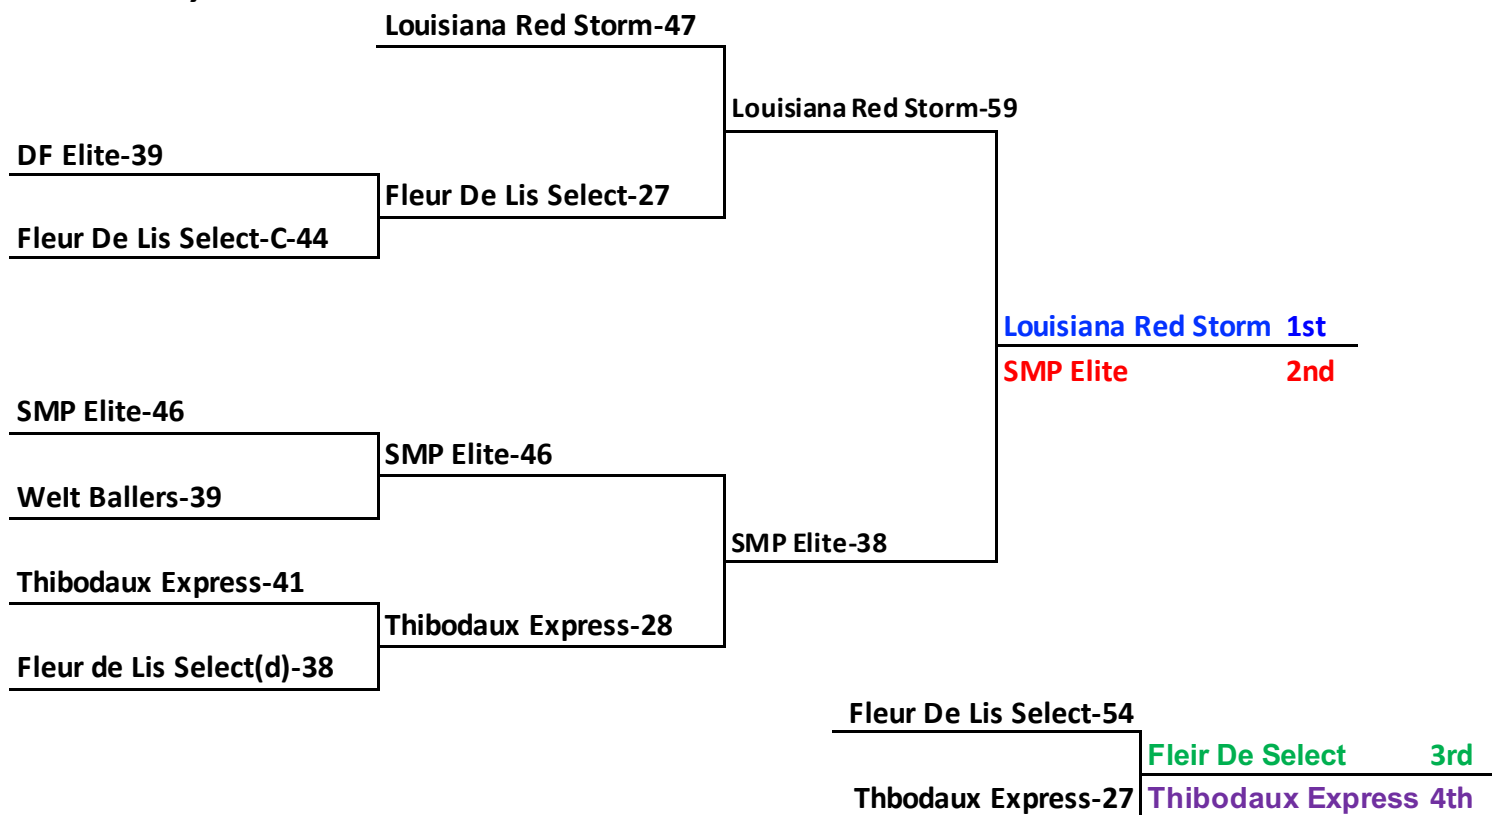 Louisiana Red Storm-47
Louisiana Red Storm-59
DF Elite-39
Fleur De Lis Select-27
Fleur De Lis Select-C-44
Louisiana Red Storm 1st
SMP Elite 2nd
SMP Elite-46
SMP Elite-46
Welt Ballers-39
SMP Elite-38
Thibodaux Express-41
Thibodaux Express-28
Fleur de Lis Select(d)-38
Fleur De Lis Select-54
Fleir De Select 3rd
Thbodaux Express-27 Thibodaux Express 4th